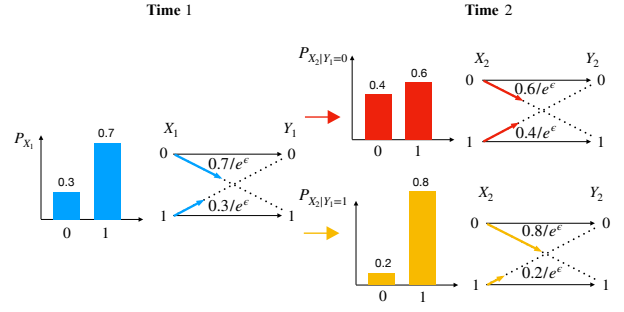 Time 1
Time 2
P_{X_1}
0.3
0.7
0
1
X_1
Y_1
0
0
0.7/e^ϵ
0.3/e^ϵ
1
1
P_{X_2|Y_1=0}
0.4
0.6
0
1
X_2
Y_2
0
0
0.6/e^ϵ
0.4/e^ϵ
1
1
P_{X_2|Y_1=1}
0.2
0.8
0
1
X_2
Y_2
0
0
0.8/e^ϵ
0.2/e^ϵ
1
1